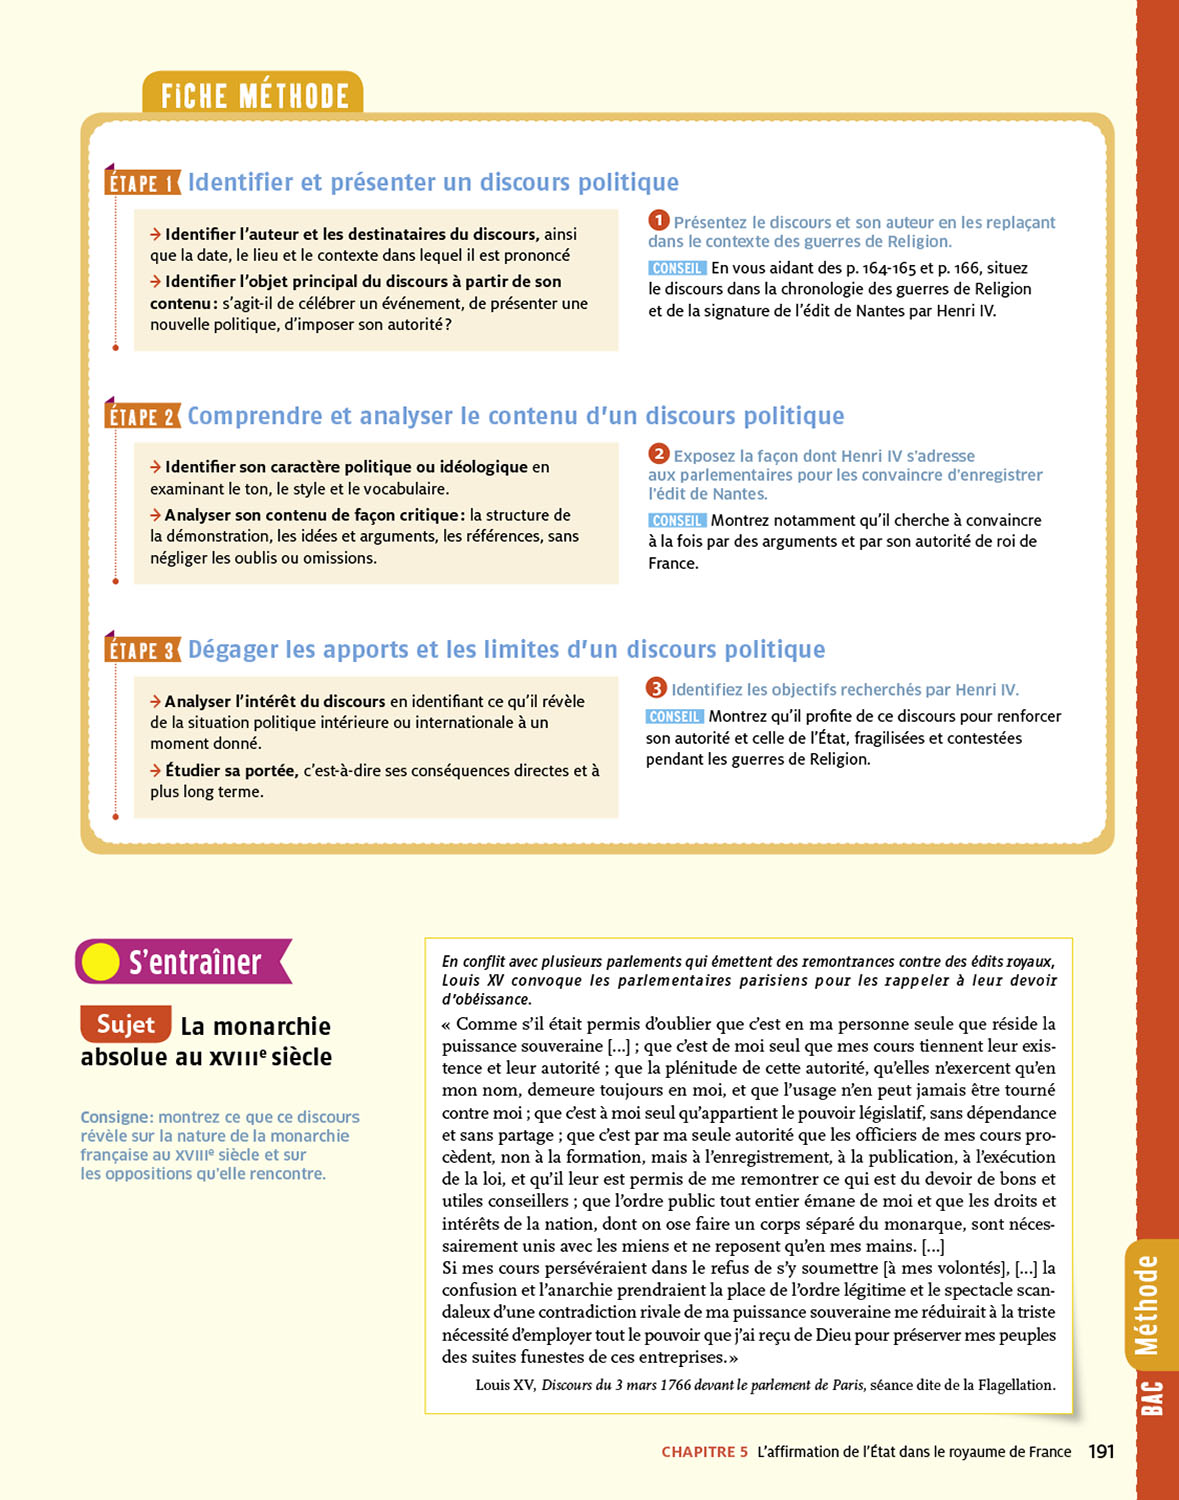 FICHE MÉTHODE
ÉTAPE 1 Identifier et présenter un discours politique
→ Identifier l'auteur et les destinataires du discours, ainsi
que la date, le lieu et le contexte dans lequel il est prononcé
→ Identifier l'objet principal du discours à partir de son
contenu : s'agit-il de célébrer un événement, de présenter une
nouvelle politique, d'imposer son autorité ?
1 Présentez le discours et son auteur en les replaçant
dans le contexte des guerres de Religion.
CONSEIL En vous aidant des p. 164-165 et p. 166, situez
le discours dans la chronologie des guerres de Religion
et de la signature de l'édit de Nantes par Henri IV.
ÉTAPE 2 Comprendre et analyser le contenu d'un discours politique
→ Identifier son caractère politique ou idéologique en
examinant le ton, le style et le vocabulaire.
→ Analyser son contenu de façon critique : la structure de
la démonstration, les idées et arguments, les références, sans
négliger les oublis ou omissions.
2 Exposez la façon dont Henri IV s'adresse
aux parlementaires pour les convaincre d'enregistrer
l'édit de Nantes.
CONSEIL Montrez notamment qu'il cherche à convaincre
à la fois par des arguments et par son autorité de roi de
France.
ÉTAPE 3 Dégager les apports et les limites d'un discours politique
→ Analyser l'intérêt du discours en identifiant ce qu'il révèle
de la situation politique intérieure ou internationale à un
moment donné.
→ Étudier sa portée, c'est-à-dire ses conséquences directes et à
plus long terme.
3 Identifiez les objectifs recherchés par Henri IV.
CONSEIL Montrez qu'il profite de ce discours pour renforcer
son autorité et celle de l'État, fragilisées et contestées
pendant les guerres de Religion.
S'entraîner
Sujet La monarchie
absolue au XVIIIe siècle
Consigne : montrez ce que ce discours
révèle sur la nature de la monarchie
française au XVIIIe siècle et sur
les oppositions qu'elle rencontre.
En conflit avec plusieurs parlements qui émettent des remontrances contre des édits royaux,
Louis XV convoque les parlementaires parisiens pour les rappeler à leur devoir
d'obéissance.
« Comme s'il était permis d'oublier que c'est en ma personne seule que réside la
puissance souveraine [...] ; que c'est de moi seul que mes cours tiennent leur exis-
tence et leur autorité ; que la plénitude de cette autorité, qu'elles n'exercent qu'en
mon nom, demeure toujours en moi, et que l'usage n'en peut jamais être tourné
contre moi ; que c'est à moi seul qu'appartient le pouvoir législatif, sans dépendance
et sans partage ; que c'est par ma seule autorité que les officiers de mes cours pro-
cèdent, non à la formation, mais à l'enregistrement, à la publication, à l'exécution
de la loi, et qu'il leur est permis de me remontrer ce qui est du devoir de bons et
utiles conseillers ; que l'ordre public tout entier émane de moi et que les droits et
intérêts de la nation, dont on ose faire un corps séparé du monarque, sont néces-
sairement unis avec les miens et ne reposent qu'en mes mains. [...]
Si mes cours persévéraient dans le refus de s'y soumettre [à mes volontés], [...] la
confusion et l'anarchie prendraient la place de l'ordre légitime et le spectacle scan-
daleux d'une contradiction rivale de ma puissance souveraine me réduirait à la triste
nécessité d'employer tout le pouvoir que j'ai reçu de Dieu pour préserver mes peuples
des suites funestes de ces entreprises. »
Louis XV, Discours du 3 mars 1766 devant le parlement de Paris, séance dite de la Flagellation.
BAC Méthode
CHAPITRE 5 L'affirmation de l'État dans le royaume de France 191